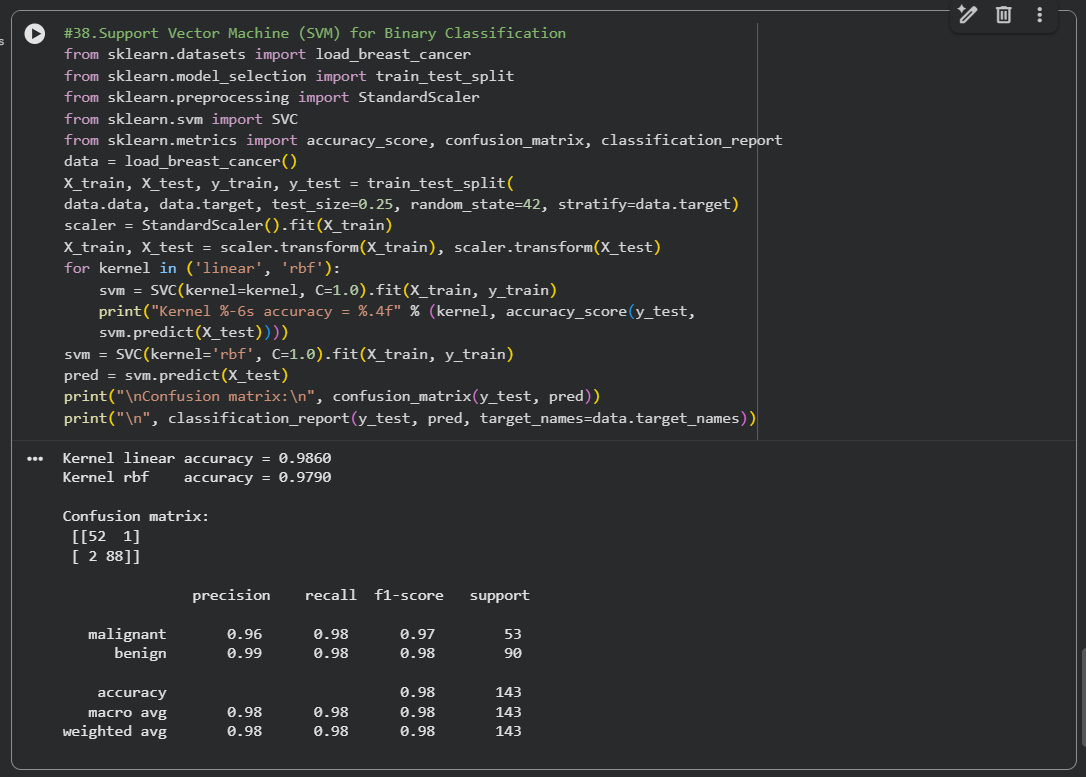 s
#38.Support Vector Machine (SVM) for Binary Classification
from sklearn.datasets import load_breast_cancer
from sklearn.model_selection import train_test_split
from sklearn.preprocessing import StandardScaler
from sklearn.svm import SVC
from sklearn.metrics import accuracy_score, confusion_matrix, classification_report
data = load_breast_cancer()
X_train, X_test, y_train, y_test = train_test_split(
data.data, data.target, test_size=0.25, random_state=42, stratify=data.target)
scaler = StandardScaler().fit(X_train)
X_train, X_test = scaler.transform(X_train), scaler.transform(X_test)
for kernel in ('linear', 'rbf'):
    svm = SVC(kernel=kernel, C=1.0).fit(X_train, y_train)
    print("Kernel %-6s accuracy = %.4f" % (kernel, accuracy_score(y_test,
    svm.predict(X_test))))
svm = SVC(kernel='rbf', C=1.0).fit(X_train, y_train)
pred = svm.predict(X_test)
print("\nConfusion matrix:\n", confusion_matrix(y_test, pred))
print("\n", classification_report(y_test, pred, target_names=data.target_names))
Kernel linear accuracy = 0.9860
Kernel rbf    accuracy = 0.9790
Confusion matrix:
 [[52  1]
 [ 2 88]]
               precision    recall  f1-score   support
   malignant       0.96      0.98      0.97        53
      benign       0.99      0.98      0.98        90
    accuracy                           0.98       143
   macro avg       0.98      0.98      0.98       143
weighted avg       0.98      0.98      0.98       143